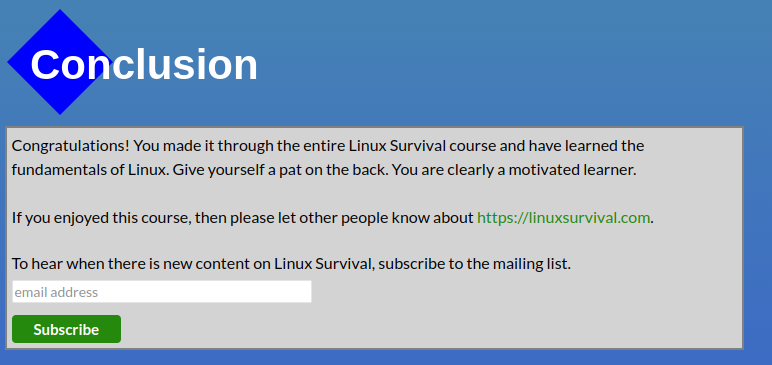 Conclusion
Congratulations! You made it through the entire Linux Survival course and have learned the
fundamentals of Linux. Give yourself a pat on the back. You are clearly a motivated learner.
If you enjoyed this course, then please let other people know about https://linuxsurvival.com.
To hear when there is new content on Linux Survival, subscribe to the mailing list.
email address
Subscribe